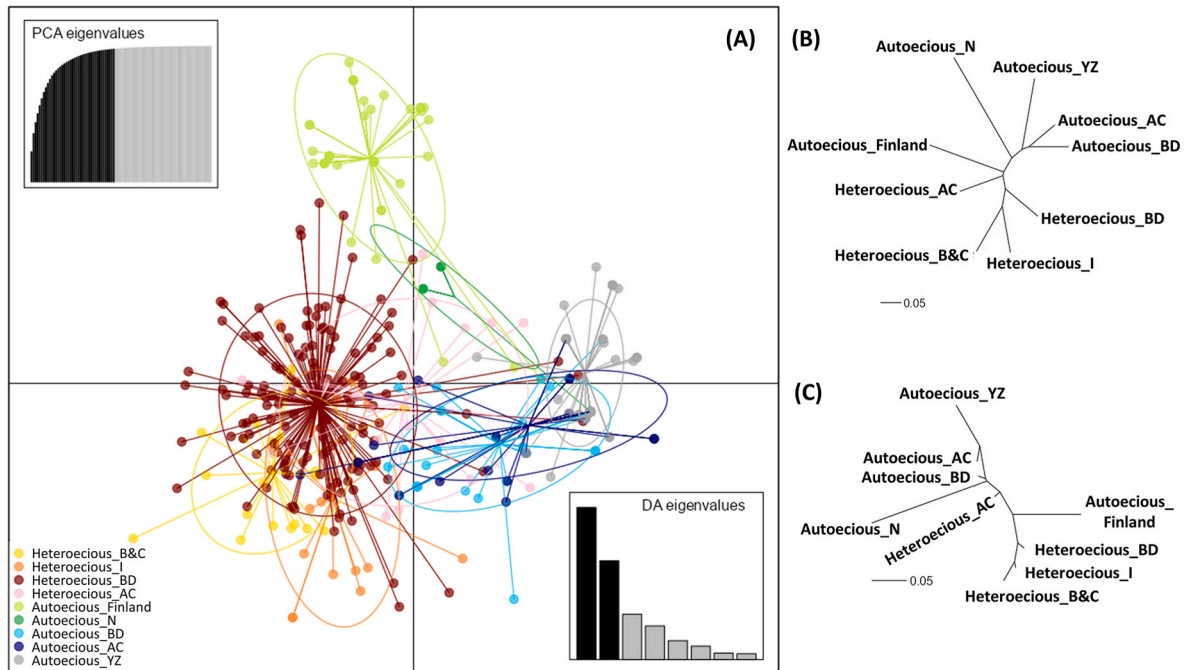 PCA eigenvalues
(A)
DA eigenvalues
Heteroecious_B&C
Heteroecious_I
Heteroecious_BD
Heteroecious_AC
Autoecious_Finland
Autoecious_N
Autoecious_BD
Autoecious_AC
Autoecious_YZ
(B)
Autoecious_N
Autoecious_YZ
Autoecious_AC
Autoecious_BD
Autoecious_Finland
Heteroecious_AC
Heteroecious_BD
Heteroecious_B&C
Heteroecious_I
0.05
(C)
Autoecious_YZ
Autoecious_AC
Autoecious_BD
Autoecious_N
Heteroecious_AC
Autoecious_
Finland
Heteroecious_BD
Heteroecious_I
Heteroecious_B&C
0.05